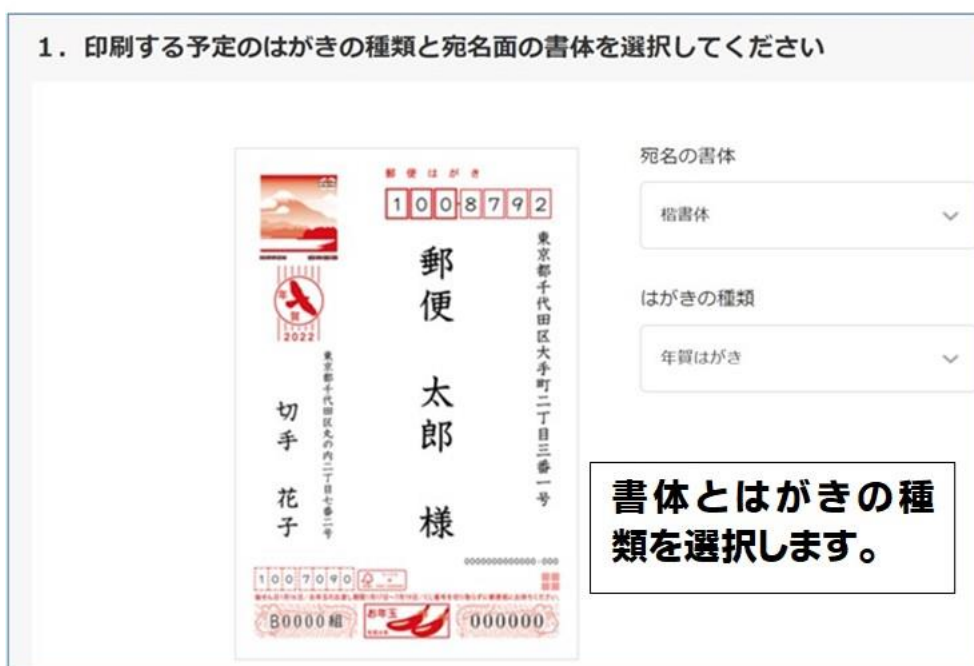 1．印刷する予定のはがきの種類と宛名面の書体を選択してください
郵便はがき
1008792
東京都千代田区大手町二丁目三番一号
郵便 太郎 様
年賀
2022
東京都千代田区丸の内二丁目七番二号
切手 花子
0000000000000 000
1007090
B0000組
お年玉
000000
宛名の書体
楷書体
はがきの種類
年賀はがき
書体とはがきの種
類を選択します。